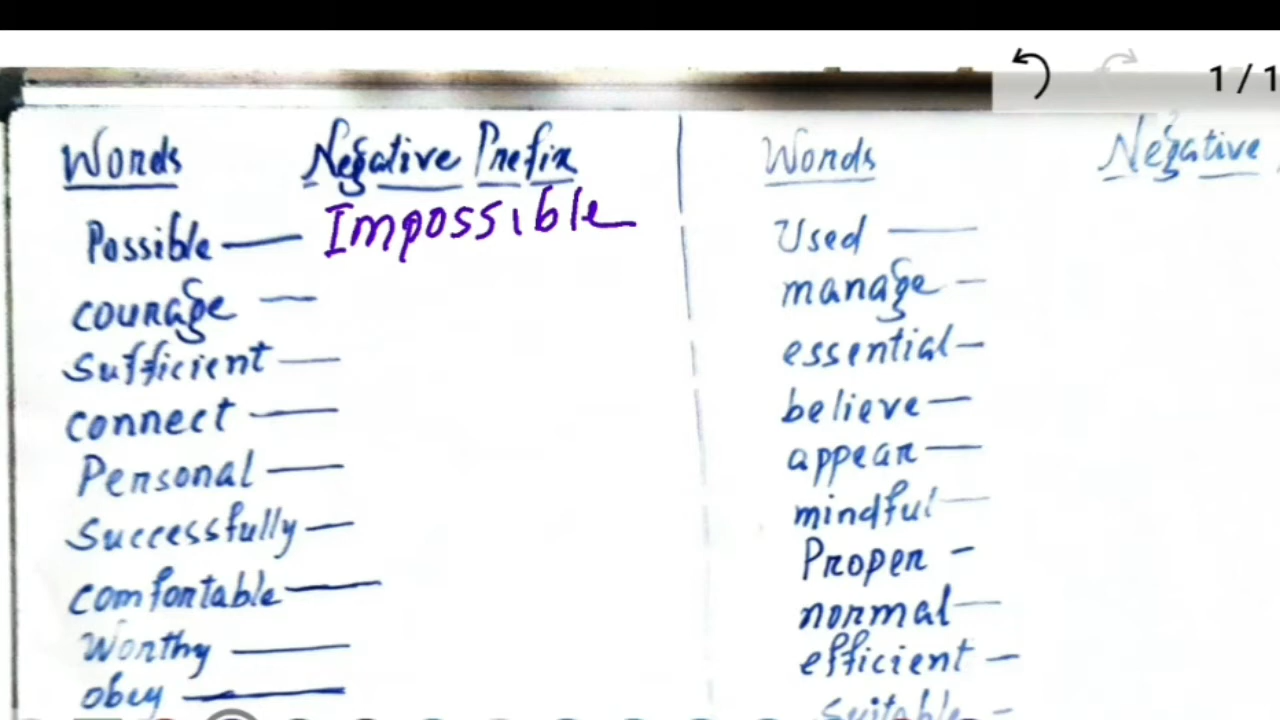 1 / 1
Words Negative Prefix
Possible — Impossible
courage —
Sufficient —
connect —
Personal —
Successfully —
comfortable —
Worthy —
obey —
Words Negative
Used —
manage —
essential —
believe —
appear —
mindful —
Proper -
normal —
efficient —
Suitable -